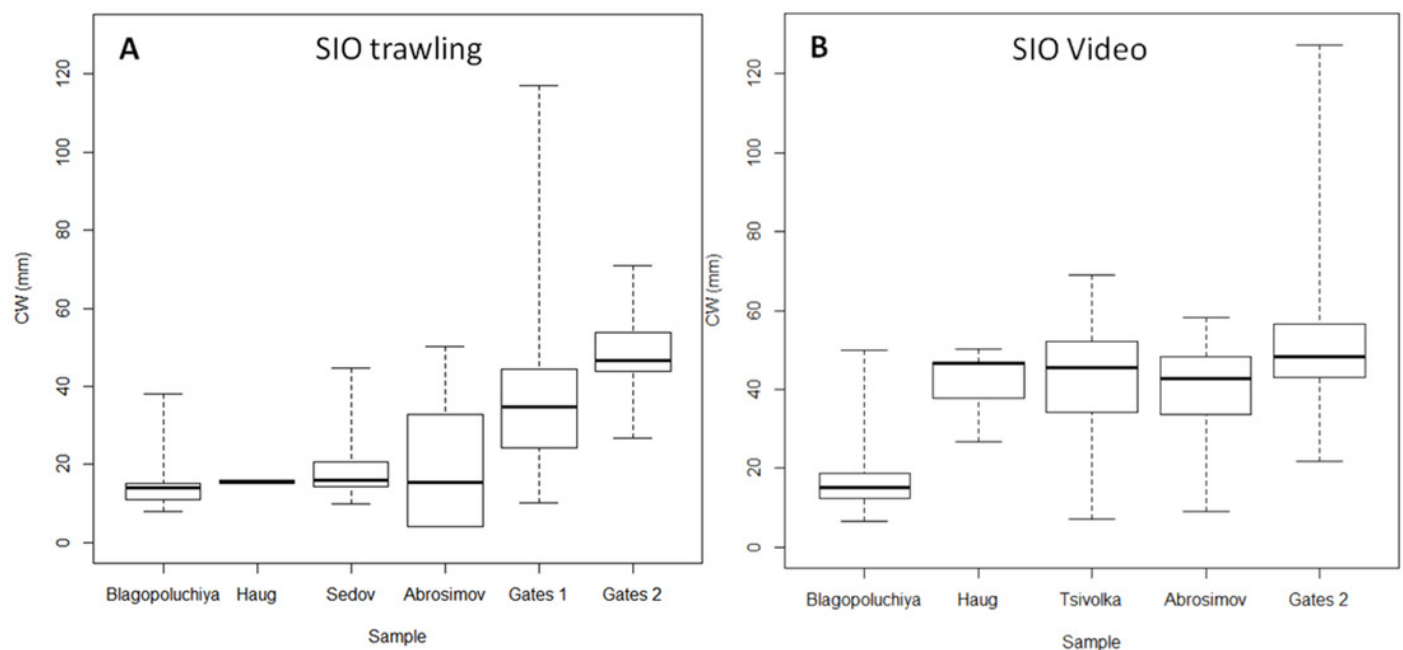 A
SIO trawling
120
100
80
60
40
20
0
CW (mm)
Blagopoluchiya Haug Sedov Abrosimov Gates 1 Gates 2
Sample
B
SIO Video
120
100
80
60
40
20
0
CW (mm)
Blagopoluchiya Haug Tsivolka Abrosimov Gates 2
Sample